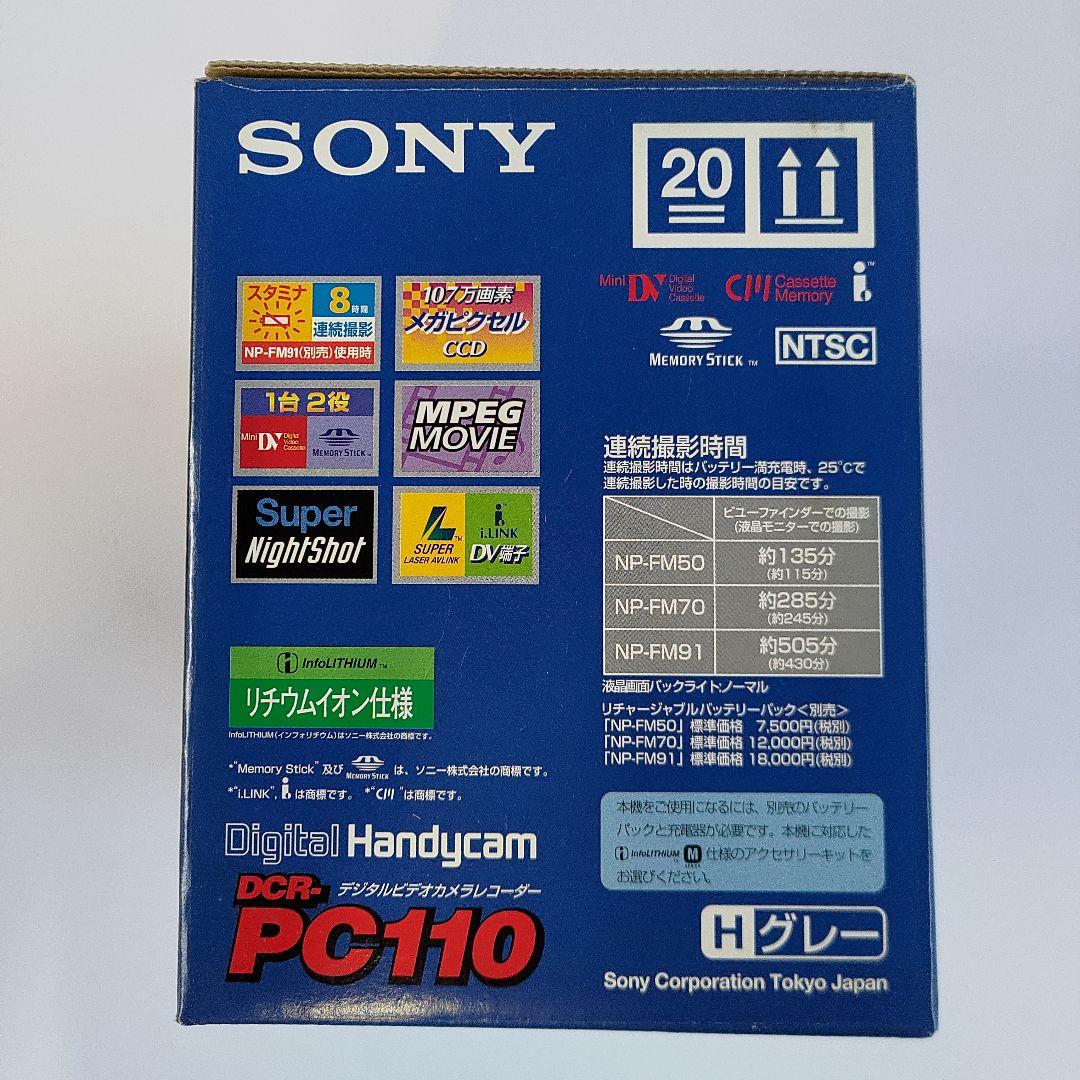 SONY
20
Mini DV Digital Video Cassette
Cassette Memory
i
MEMORY STICK ™
NTSC
スタミナ 8時間
連続撮影
NP-FM91(別売)使用時
107万画素
メガピクセル
CCD
1台2役
Mini DV Digital Video Cassette
MEMORY STICK™
MPEG
MOVIE
Super
NightShot
L™
SUPER
LASER AVLINK
i
i.LINK
DV端子
連続撮影時間
連続撮影時間はバッテリー満充電時、25℃で
連続撮影した時の撮影時間の目安です。
ビューファインダーでの撮影
(液晶モニターでの撮影)
NP-FM50 約135分
(約115分)
NP-FM70 約285分
(約245分)
NP-FM91 約505分
(約430分)
液晶画面バックライト:ノーマル
リチャージャブルバッテリーパック<別売>
「NP-FM50」標準価格 7,500円(税別)
「NP-FM70」標準価格 12,000円(税別)
「NP-FM91」標準価格 18,000円(税別)
InfoLITHIUM ™
リチウムイオン仕様
InfoLITHIUM(インフォリチウム)はソニー株式会社の商標です。
*"Memory Stick" 及び MEMORY STICK は、ソニー株式会社の商標です。
*"i.LINK", i は商標です。 *"CM"は商標です。
本機をご使用になるには、別売のバッテリー
パックと充電器が必要です。本機に対応した
InfoLITHIUM M SERIES 仕様のアクセサリーキットを
お選びください。
Digital Handycam
DCR- デジタルビデオカメラレコーダー
PC110
H グレー
Sony Corporation Tokyo Japan